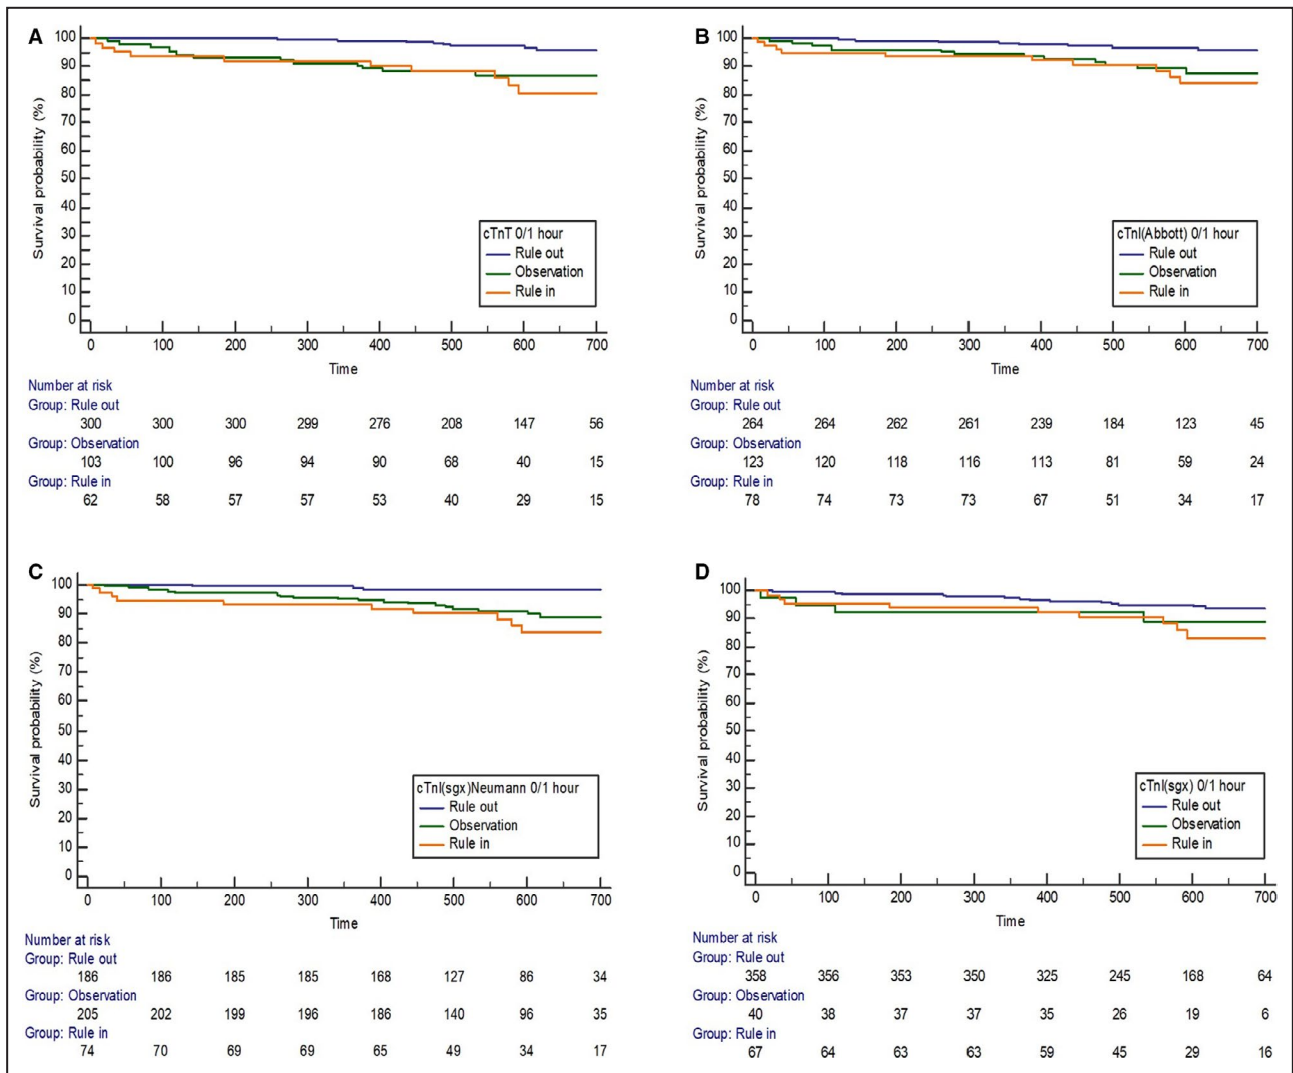 A
100
90
80
70
60
50
40
30
20
10
0
Survival probability (%)
cTnT 0/1 hour
Rule out
Observation
Rule in
0 100 200 300 400 500 600 700
Time
Number at risk
Group: Rule out
300 300 300 299 276 208 147 56
Group: Observation
103 100 96 94 90 68 40 15
Group: Rule in
62 58 57 57 53 40 29 15
B
100
90
80
70
60
50
40
30
20
10
0
Survival probability (%)
cTnI(Abbott) 0/1 hour
Rule out
Observation
Rule in
0 100 200 300 400 500 600 700
Time
Number at risk
Group: Rule out
264 264 262 261 239 184 123 45
Group: Observation
123 120 118 116 113 81 59 24
Group: Rule in
78 74 73 73 67 51 34 17
C
100
90
80
70
60
50
40
30
20
10
0
Survival probability (%)
cTnI(sgx)Neumann 0/1 hour
Rule out
Observation
Rule in
0 100 200 300 400 500 600 700
Time
Number at risk
Group: Rule out
186 186 185 185 168 127 86 34
Group: Observation
205 202 199 196 186 140 96 35
Group: Rule in
74 70 69 69 65 49 34 17
D
100
90
80
70
60
50
40
30
20
10
0
Survival probability (%)
cTnI(sgx) 0/1 hour
Rule out
Observation
Rule in
0 100 200 300 400 500 600 700
Time
Number at risk
Group: Rule out
358 356 353 350 325 245 168 64
Group: Observation
40 38 37 37 35 26 19 6
Group: Rule in
67 64 63 63 59 45 29 16